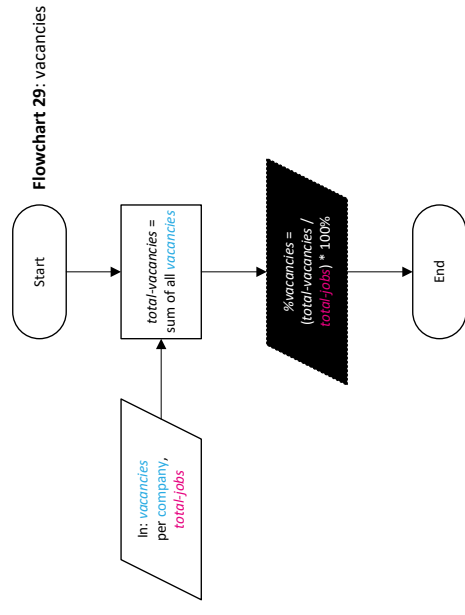 Flowchart 29: vacancies
Start
In: vacancies
per company,
total-jobs
total-vacancies =
sum of all vacancies
%vacancies =
(total-vacancies /
total-jobs) * 100%
End